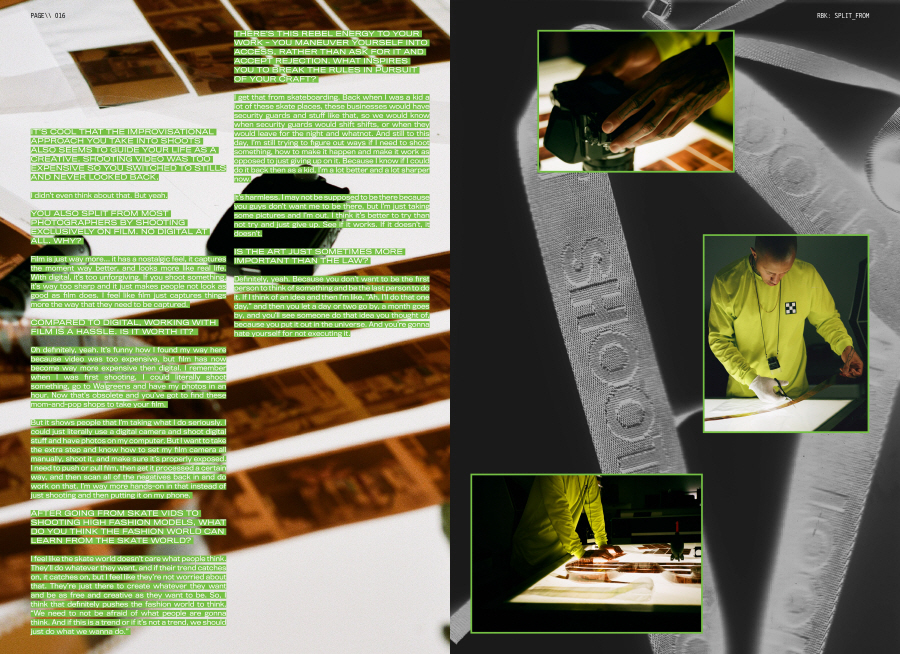 PAGE\\ 016
RBK: SPLIT_FROM
IT'S COOL THAT THE IMPROVISATIONAL
APPROACH YOU TAKE INTO SHOOTS
ALSO SEEMS TO GUIDE YOUR LIFE AS A
CREATIVE. SHOOTING VIDEO WAS TOO
EXPENSIVE SO YOU SWITCHED TO STILLS
AND NEVER LOOKED BACK.
I didn't even think about that. But yeah.
YOU ALSO SPLIT FROM MOST
PHOTOGRAPHERS BY SHOOTING
EXCLUSIVELY ON FILM. NO DIGITAL AT
ALL. WHY?
Film is just way more... it has a nostalgic feel, it captures
the moment way better, and looks more like real life.
With digital, it's too unforgiving. If you shoot something,
it's way too sharp and it just makes people not look as
good as film does. I feel like film just captures things
more the way that they need to be captured.
COMPARED TO DIGITAL, WORKING WITH
FILM IS A HASSLE. IS IT WORTH IT?
Oh definitely, yeah. It's funny how I found my way here
because video was too expensive, but film has now
become way more expensive then digital. I remember
when I was first shooting, I could literally shoot
something, go to Walgreens and have my photos in an
hour. Now that's obsolete and you've got to find these
mom-and-pop shops to take your film.
But it shows people that I'm taking what I do seriously. I
could just literally use a digital camera and shoot digital
stuff and have photos on my computer. But I want to take
the extra step and know how to set my film camera all
manually, shoot it, and make sure it's properly exposed.
I need to push or pull film, then get it processed a certain
way, and then scan all of the negatives back in and do
work on that. I'm way more hands-on in that instead of
just shooting and then putting it on my phone.
AFTER GOING FROM SKATE VIDS TO
SHOOTING HIGH FASHION MODELS, WHAT
DO YOU THINK THE FASHION WORLD CAN
LEARN FROM THE SKATE WORLD?
I feel like the skate world doesn't care what people think.
They'll do whatever they want, and if their trend catches
on, it catches on, but I feel like they're not worried about
that. They're just there to create whatever they want
and be as free and creative as they want to be. So, I
think that definitely pushes the fashion world to think,
"We need to not be afraid of what people are gonna
think. And if this is a trend or if it's not a trend, we should
just do what we wanna do."
THERE'S THIS REBEL ENERGY TO YOUR
WORK – YOU MANEUVER YOURSELF INTO
ACCESS, RATHER THAN ASK FOR IT AND
ACCEPT REJECTION. WHAT INSPIRES
YOU TO BREAK THE RULES IN PURSUIT
OF YOUR CRAFT?
I get that from skateboarding. Back when I was a kid a
lot of these skate places, these businesses would have
security guards and stuff like that, so we would know
when security guards would shift shifts, or when they
would leave for the night and whatnot. And still to this
day, I'm still trying to figure out ways if I need to shoot
something, how to make it happen and make it work as
opposed to just giving up on it. Because I know if I could
do it back then as a kid, I'm a lot better and a lot sharper
now.
It's harmless. I may not be supposed to be there because
you guys don't want me to be there, but I'm just taking
some pictures and I'm out. I think it's better to try than
not try and just give up. See if it works. If it doesn't, it
doesn't.
IS THE ART JUST SOMETIMES MORE
IMPORTANT THAN THE LAW?
Definitely, yeah. Because you don't want to be the first
person to think of something and be the last person to do
it. If I think of an idea and then I'm like, "Ah, I'll do that one
day," and then you let a day or two go by, a month goes
by, and you'll see someone do that idea you thought of,
because you put it out in the universe. And you're gonna
hate yourself for not executing it.